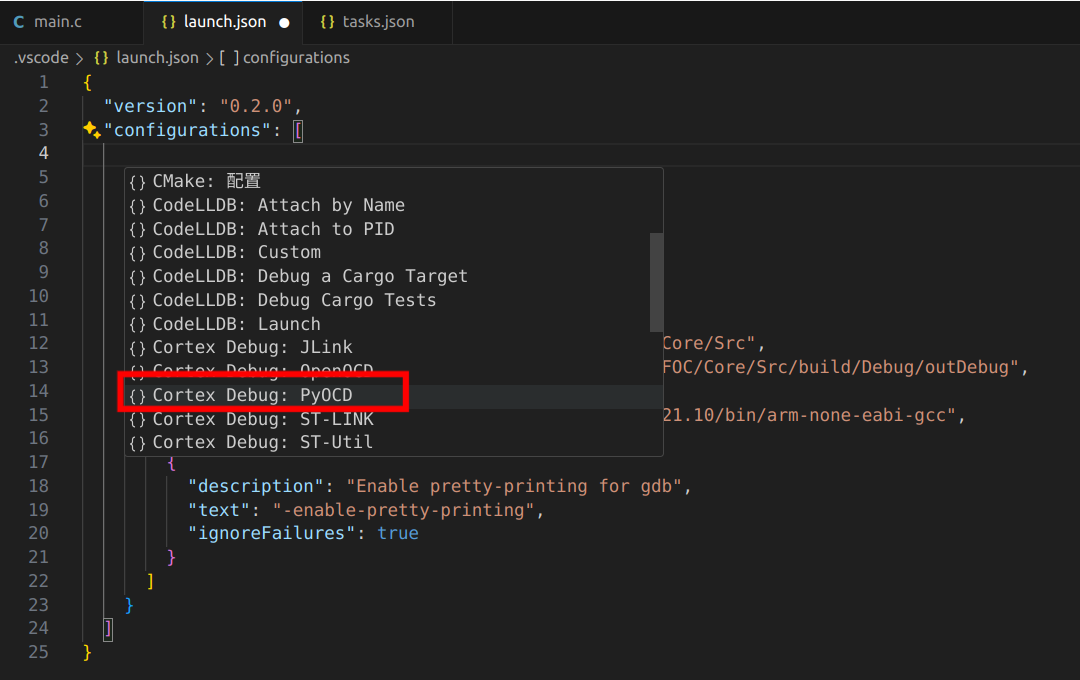 C main.c {} launch.json ● {} tasks.json
.vscode > {} launch.json > [ ] configurations
1 {
2 "version": "0.2.0",
3 "configurations": [
4
5 {} CMake: 配置
6 {} CodeLLDB: Attach by Name
7 {} CodeLLDB: Attach to PID
8 {} CodeLLDB: Custom
9 {} CodeLLDB: Debug a Cargo Target
10 {} CodeLLDB: Debug Cargo Tests
11 {} CodeLLDB: Launch
12 {} Cortex Debug: JLink Core/Src",
13 {} Cortex Debug: OpenOCD FOC/Core/Src/build/Debug/outDebug",
14 {} Cortex Debug: PyOCD
15 {} Cortex Debug: ST-LINK 21.10/bin/arm-none-eabi-gcc",
16 {} Cortex Debug: ST-Util
17 {
18 "description": "Enable pretty-printing for gdb",
19 "text": "-enable-pretty-printing",
20 "ignoreFailures": true
21 }
22 ]
23 }
24 ]
25 }